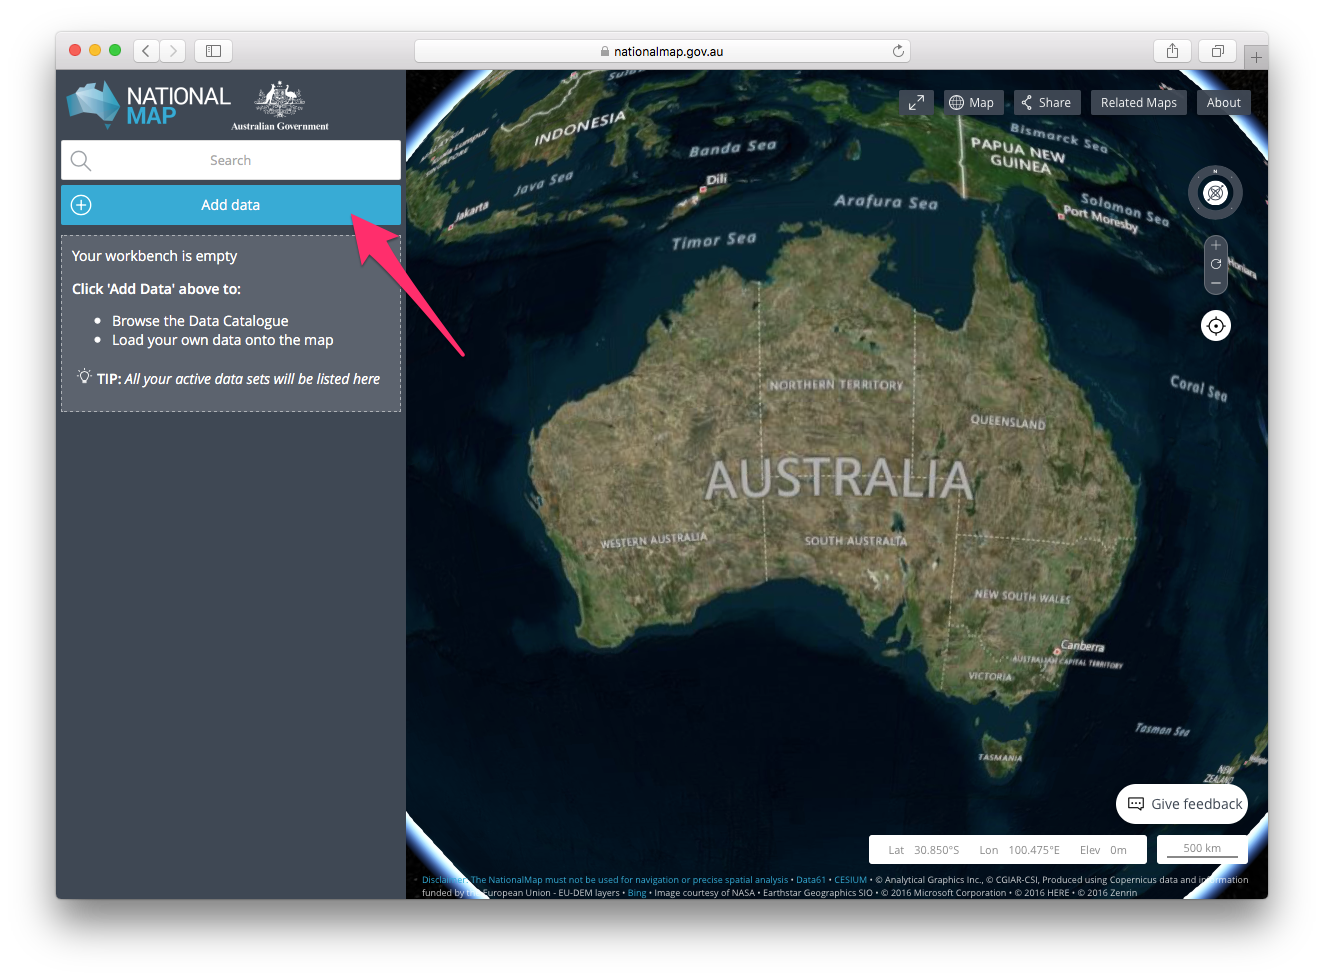 nationalmap.gov.au
NATIONAL
MAP
Australian Government
Search
Add data
Your workbench is empty
Click 'Add Data' above to:
Browse the Data Catalogue
Load your own data onto the map
TIP: All your active data sets will be listed here
Map
Share
Related Maps
About
INDONESIA
Banda Sea
Java Sea
Dili
Jakarta
Bismarck Sea
PAPUA NEW
GUINEA
Solomon Sea
Port Moresby
Honiara
Arafura Sea
Timor Sea
Coral Sea
NORTHERN TERRITORY
QUEENSLAND
AUSTRALIA
WESTERN AUSTRALIA
SOUTH AUSTRALIA
NEW SOUTH WALES
Canberra
AUSTRALIAN CAPITAL TERRITORY
VICTORIA
Tasman Sea
TASMANIA
NEW
ZEALAND
N
Give feedback
Lat 30.850°S Lon 100.475°E Elev 0m
500 km
Disclaimer: The NationalMap must not be used for navigation or precise spatial analysis • Data61 • CESIUM • © Analytical Graphics Inc., © CGIAR-CSI, Produced using Copernicus data and information
funded by the European Union - EU-DEM layers • Bing • Image courtesy of NASA • Earthstar Geographics SIO • © 2016 Microsoft Corporation • © 2016 HERE • © 2016 Zenrin